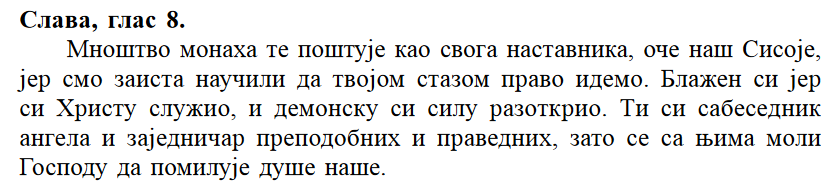 Слава, глас 8.
Мноштво монаха те поштује као свога наставника, оче наш Сисоје,
јер смо заиста научили да твојом стазом право идемо. Блажен си јер
си Христу служио, и демонску си силу разоткрио. Ти си сабеседник
ангела и заједничар преподобних и праведних, зато се са њима моли
Господу да помилује душе наше.